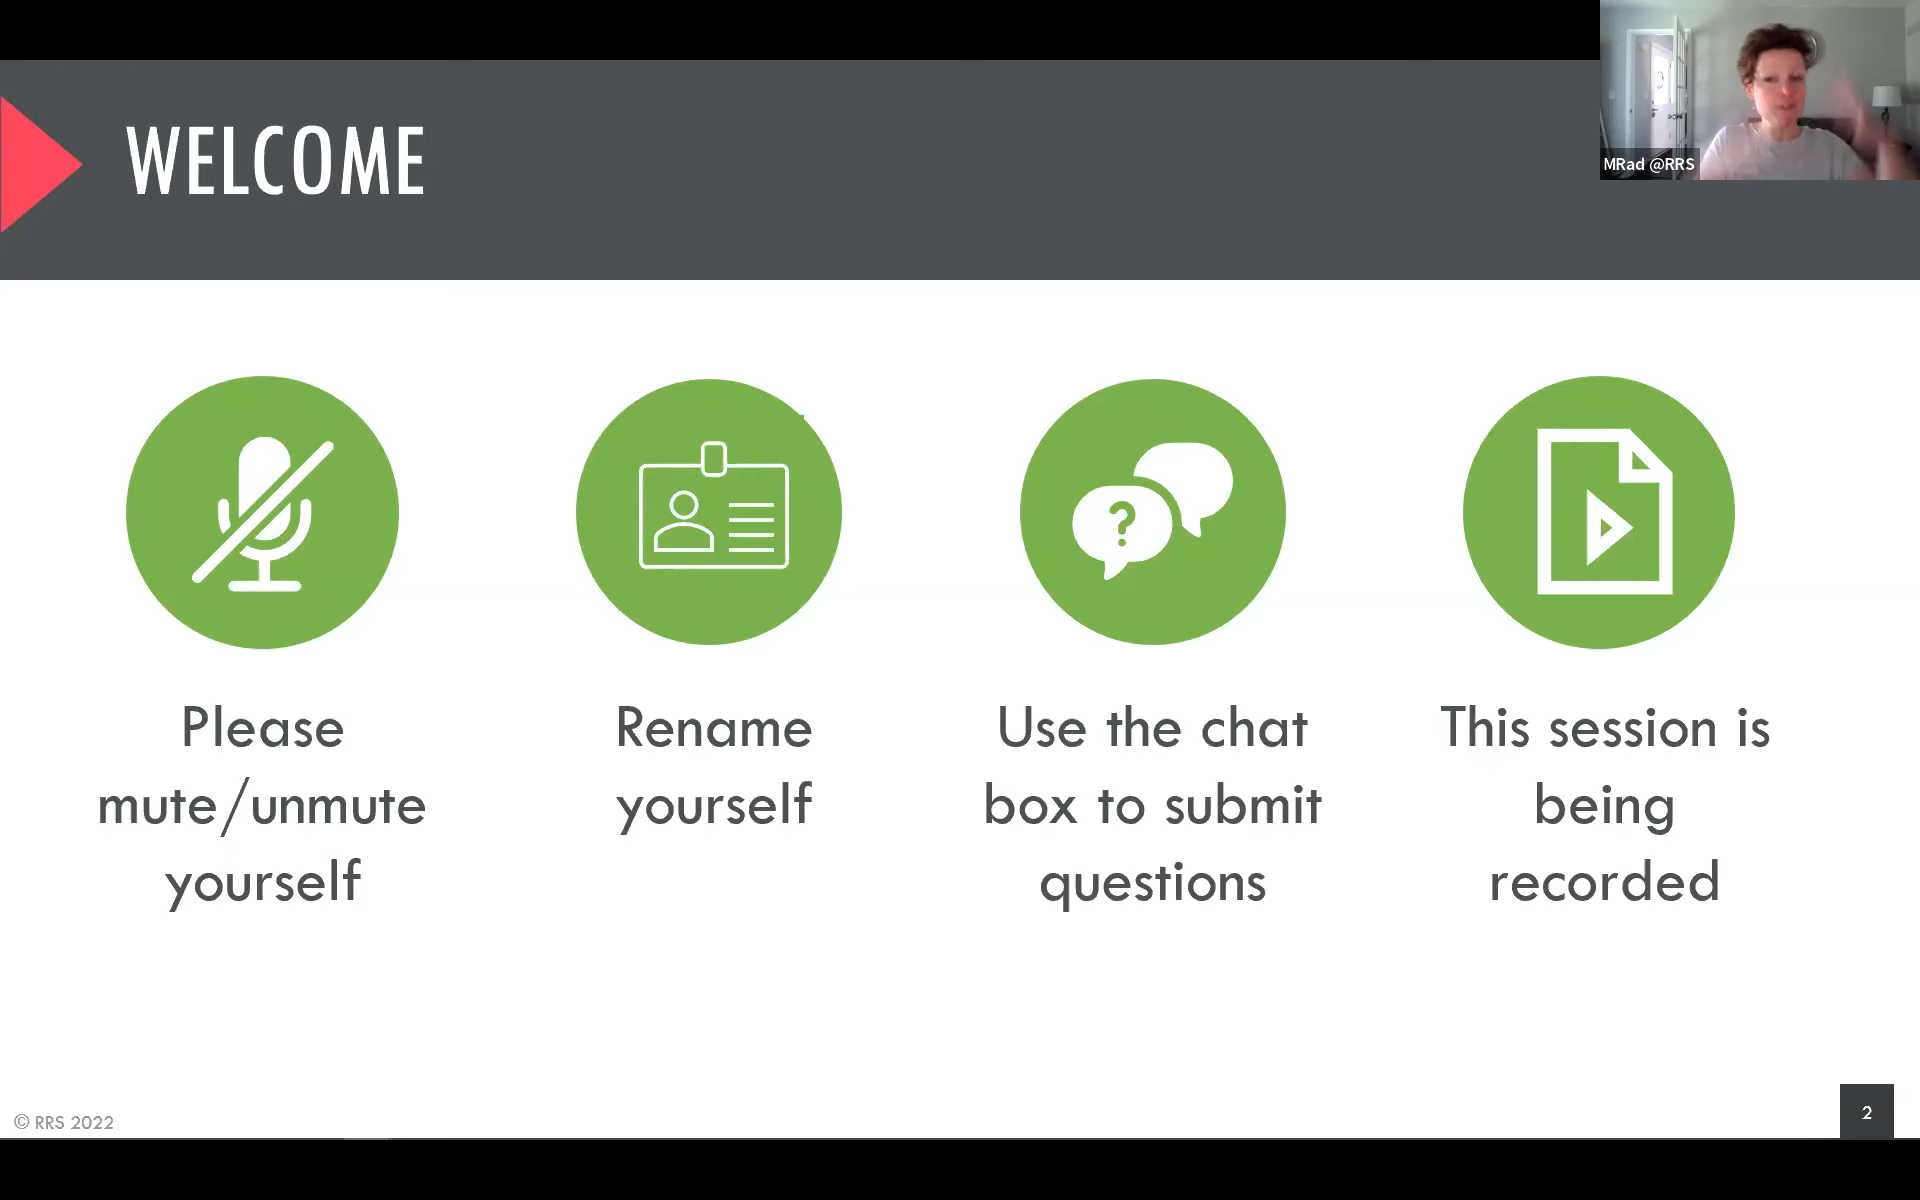 WELCOME
MRad @RRS
?
Please
mute/unmute
yourself
Rename
yourself
Use the chat
box to submit
questions
This session is
being
recorded
© RRS 2022
2